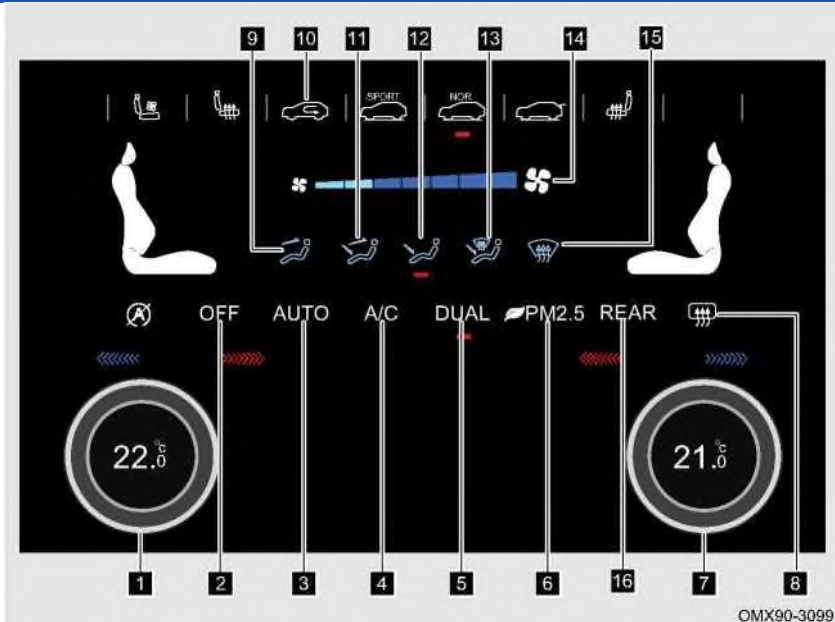 9 10 11 12 13 14 15
SPORT NOR
OFF AUTO A/C DUAL PM2.5 REAR
22.0 °C 21.0 °C
1 2 3 4 5 6 16 7 8
OMX90-3099